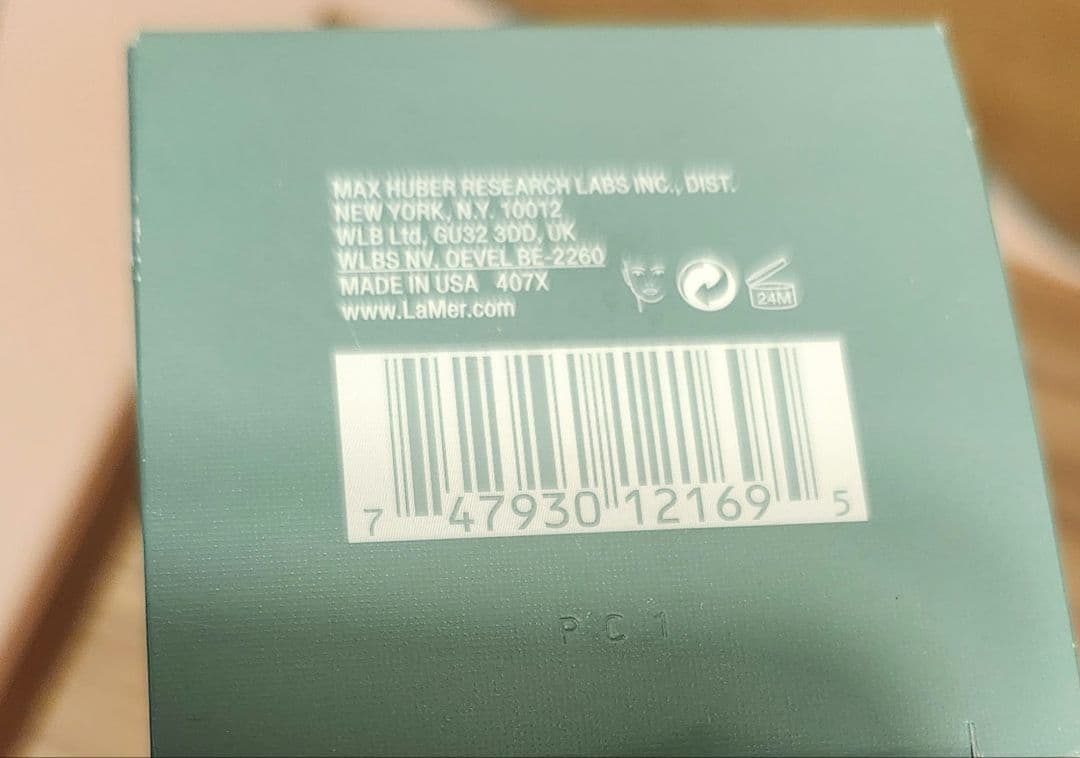 MAX HUBER RESEARCH LABS INC., DIST.
NEW YORK, N.Y. 10012
WLB Ltd, GU32 3DD, UK
WLBS NV, OEVEL BE-2260
MADE IN USA 407X
www.LaMer.com
24M
7 47930 12169 5
PC1